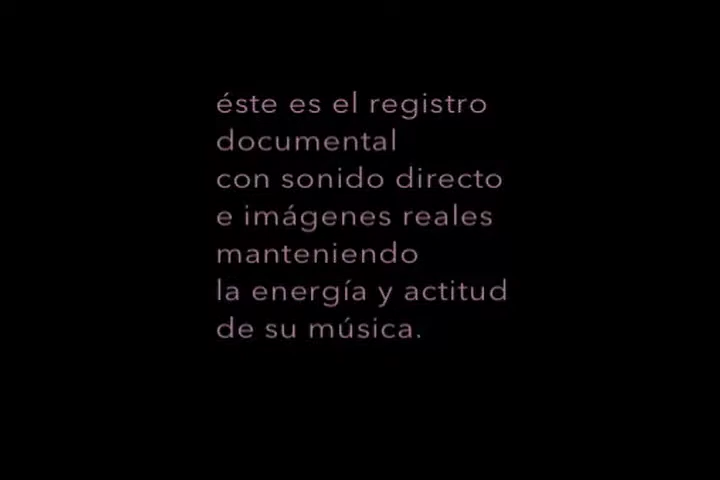 éste es el registro
documental
con sonido directo
e imágenes reales
manteniendo
la energía y actitud
de su música.